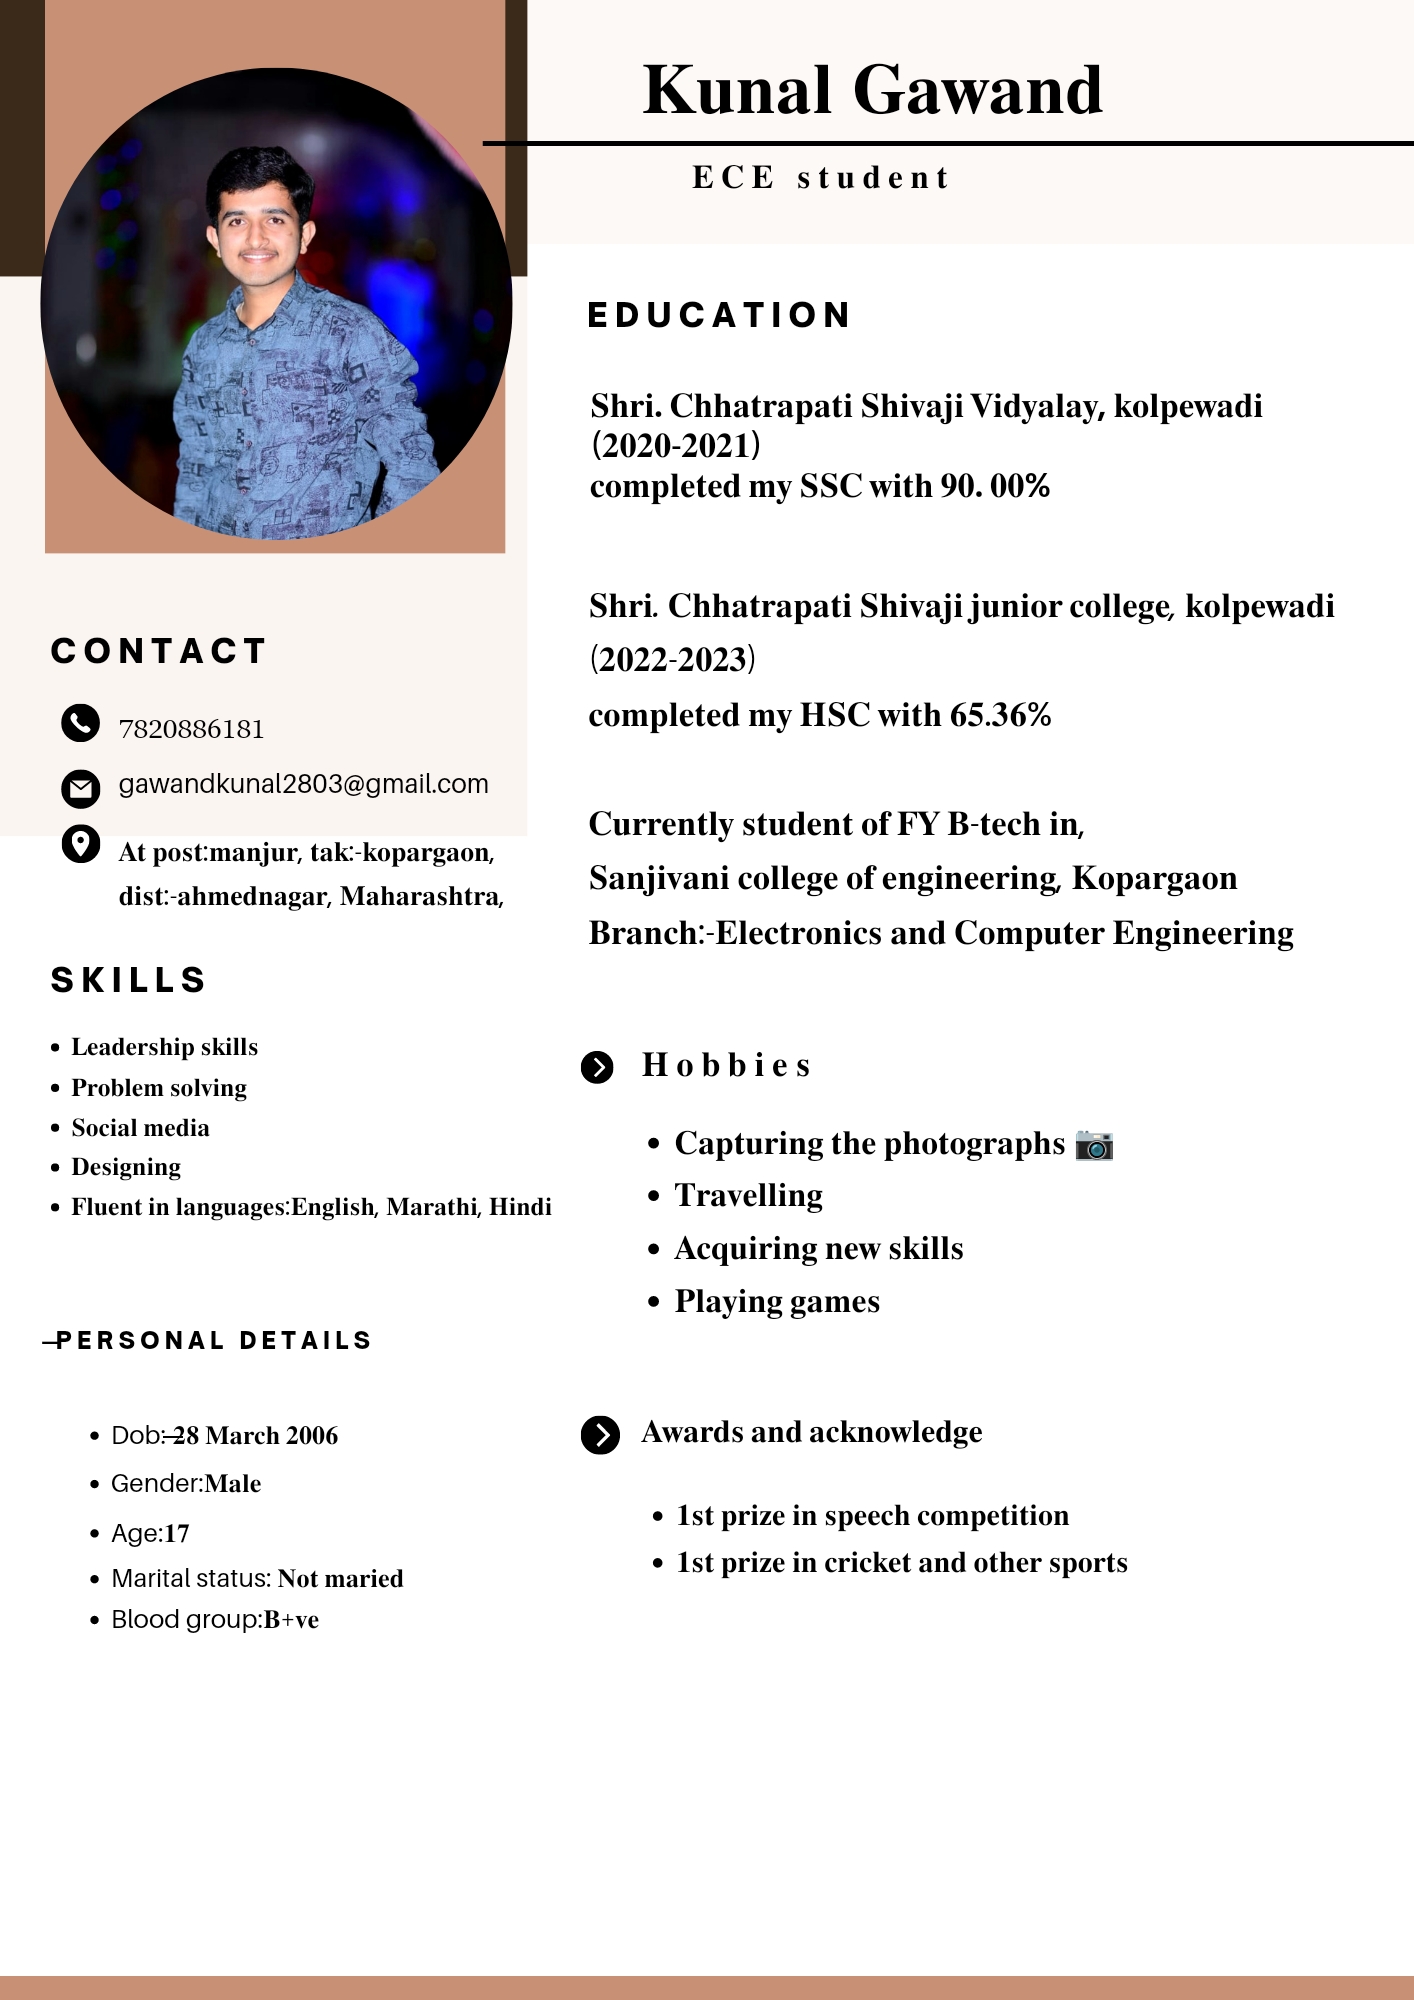 Kunal Gawand
ECE student
CONTACT
7820886181
gawandkunal2803@gmail.com
At post:manjur, tak:-kopargaon,
dist:-ahmednagar, Maharashtra,
SKILLS
• Leadership skills
• Problem solving
• Social media
• Designing
• Fluent in languages:English, Marathi, Hindi
PERSONAL DETAILS
• Dob:-28 March 2006
• Gender:Male
• Age:17
• Marital status: Not maried
• Blood group:B+ve
EDUCATION
Shri. Chhatrapati Shivaji Vidyalay, kolpewadi
(2020-2021)
completed my SSC with 90. 00%
Shri. Chhatrapati Shivaji junior college, kolpewadi
(2022-2023)
completed my HSC with 65.36%
Currently student of FY B-tech in,
Sanjivani college of engineering, Kopargaon
Branch:-Electronics and Computer Engineering
Hobbies
• Capturing the photographs 📷
• Travelling
• Acquiring new skills
• Playing games
Awards and acknowledge
• 1st prize in speech competition
• 1st prize in cricket and other sports